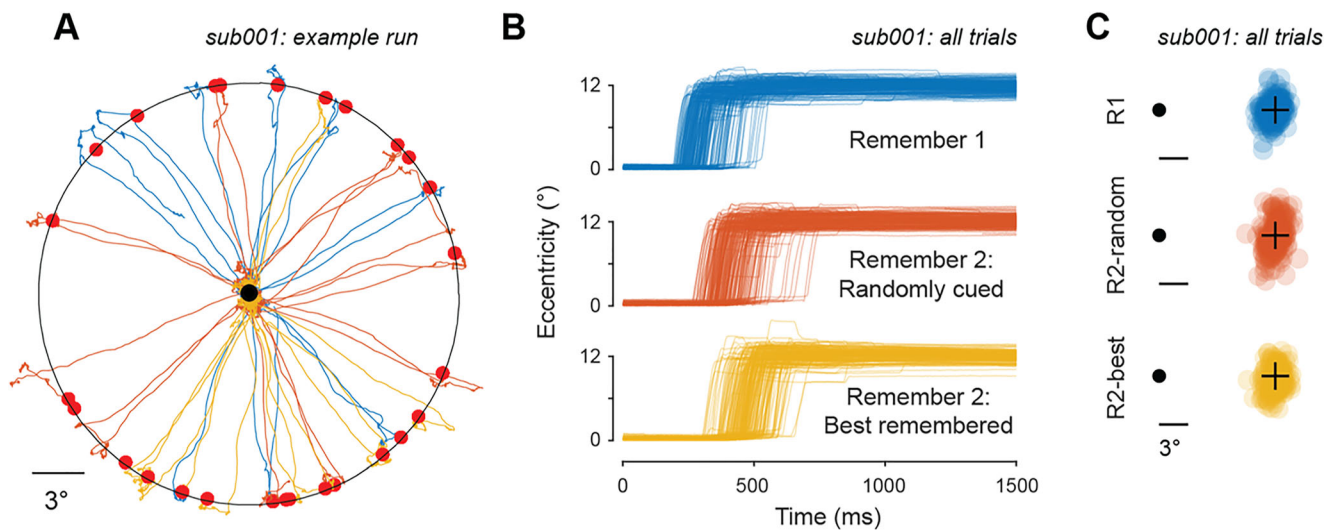 A
sub001: example run
3°
B
sub001: all trials
Eccentricity (°)
12
0
Remember 1
12
0
Remember 2:
Randomly cued
12
0
Remember 2:
Best remembered
0
500
1000
1500
Time (ms)
C
sub001: all trials
R1
R2-random
R2-best
3°